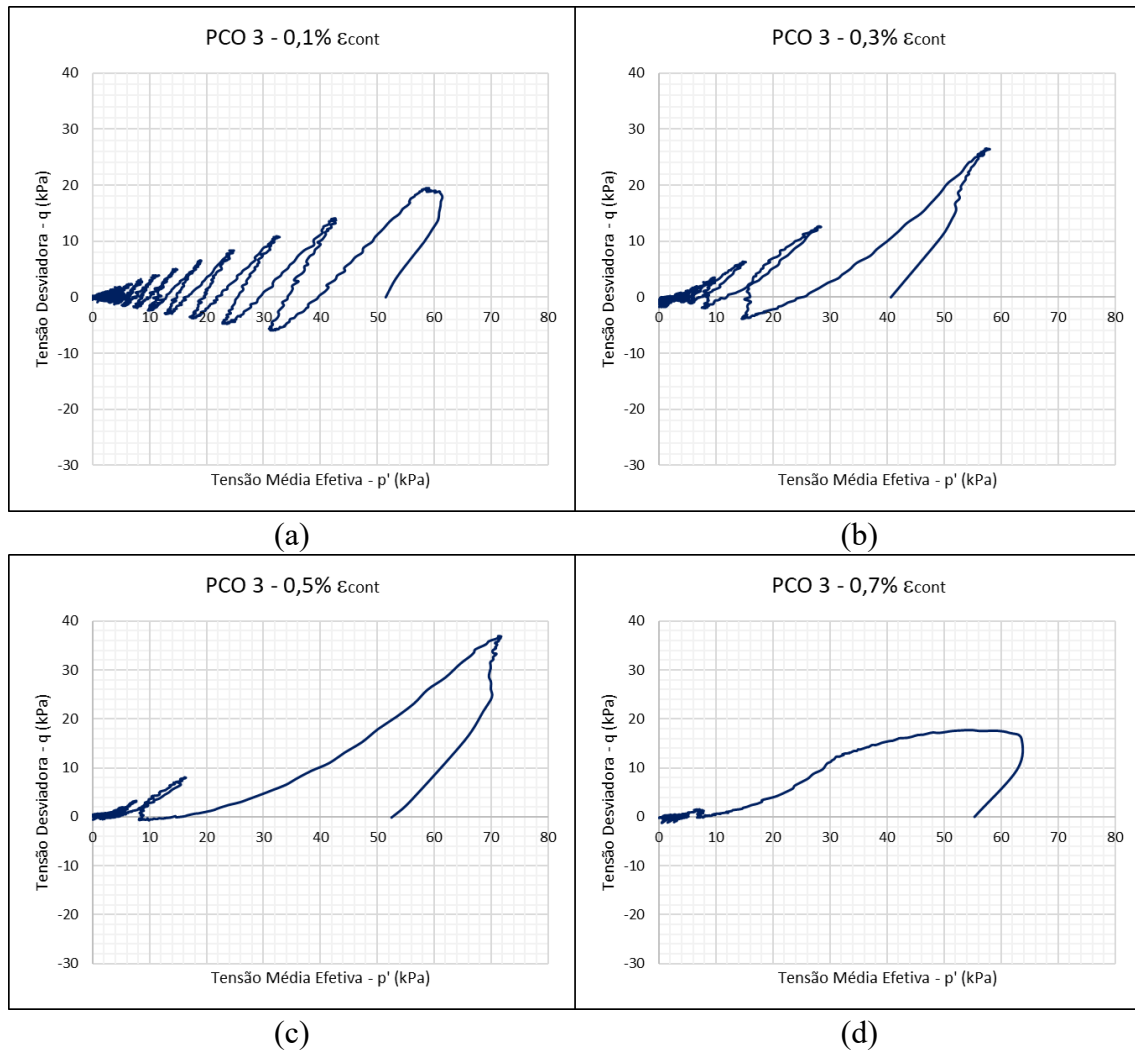 PCO 3 - 0,1% εcont
40
30
20
10
0
-10
-20
-30
0 10 20 30 40 50 60 70 80
Tensão Desviadora - q (kPa)
Tensão Média Efetiva - p' (kPa)
(a)
PCO 3 - 0,3% εcont
40
30
20
10
0
-10
-20
-30
0 10 20 30 40 50 60 70 80
Tensão Desviadora - q (kPa)
Tensão Média Efetiva - p' (kPa)
(b)
PCO 3 - 0,5% εcont
40
30
20
10
0
-10
-20
-30
0 10 20 30 40 50 60 70 80
Tensão Desviadora - q (kPa)
Tensão Média Efetiva - p' (kPa)
(c)
PCO 3 - 0,7% εcont
40
30
20
10
0
-10
-20
-30
0 10 20 30 40 50 60 70 80
Tensão Desviadora - q (kPa)
Tensão Média Efetiva - p' (kPa)
(d)